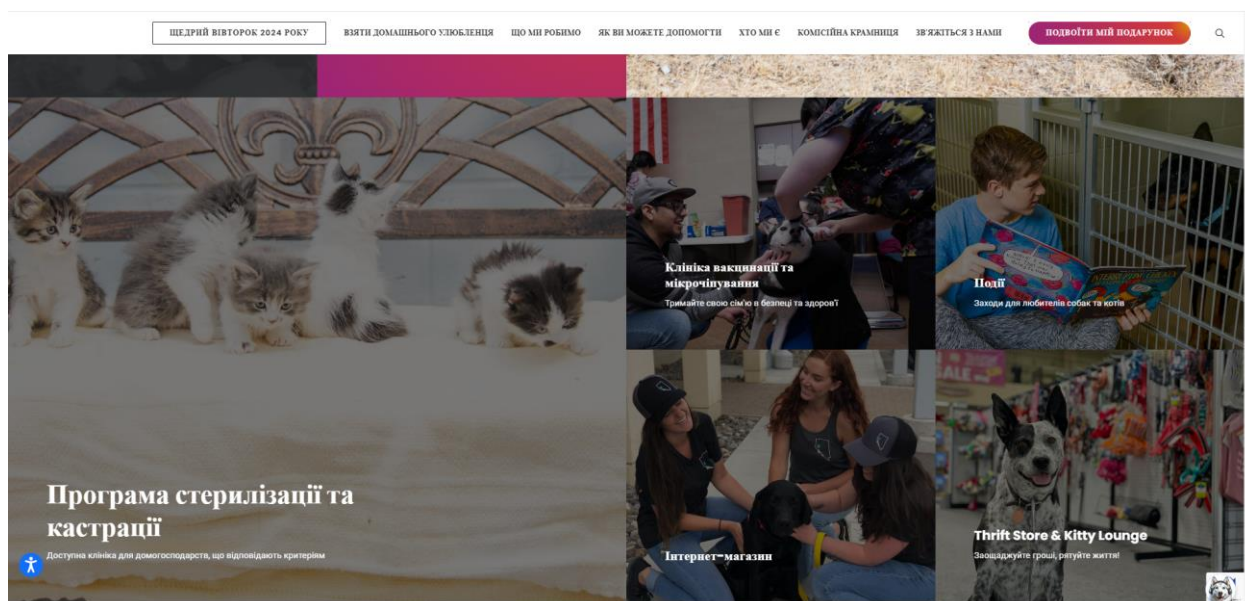 ЩЕДРИЙ ВІВТОРОК 2024 РОКУ
ВЗЯТИ ДОМАШНЬОГО УЛЮБЛЕНЦЯ
ЩО МИ РОБИМО
ЯК ВИ МОЖЕТЕ ДОПОМОГТИ
ХТО МИ Є
КОМІСІЙНА КРАМНИЦЯ
ЗВ'ЯЖІТЬСЯ З НАМИ
ПОДВОЇТИ МІЙ ПОДАРУНОК
Клініка вакцинації та
мікрочіпування
Тримайте свою сім'ю в безпеці та здоров'ї
Події
Заходи для любителів собак та котів
Програма стерилізації та
кастрації
Доступна клініка для домогосподарств, що відповідають критеріям
Інтернет-магазин
SALE
Thrift Store & Kitty Lounge
Заощаджуйте гроші, рятуйте життя!